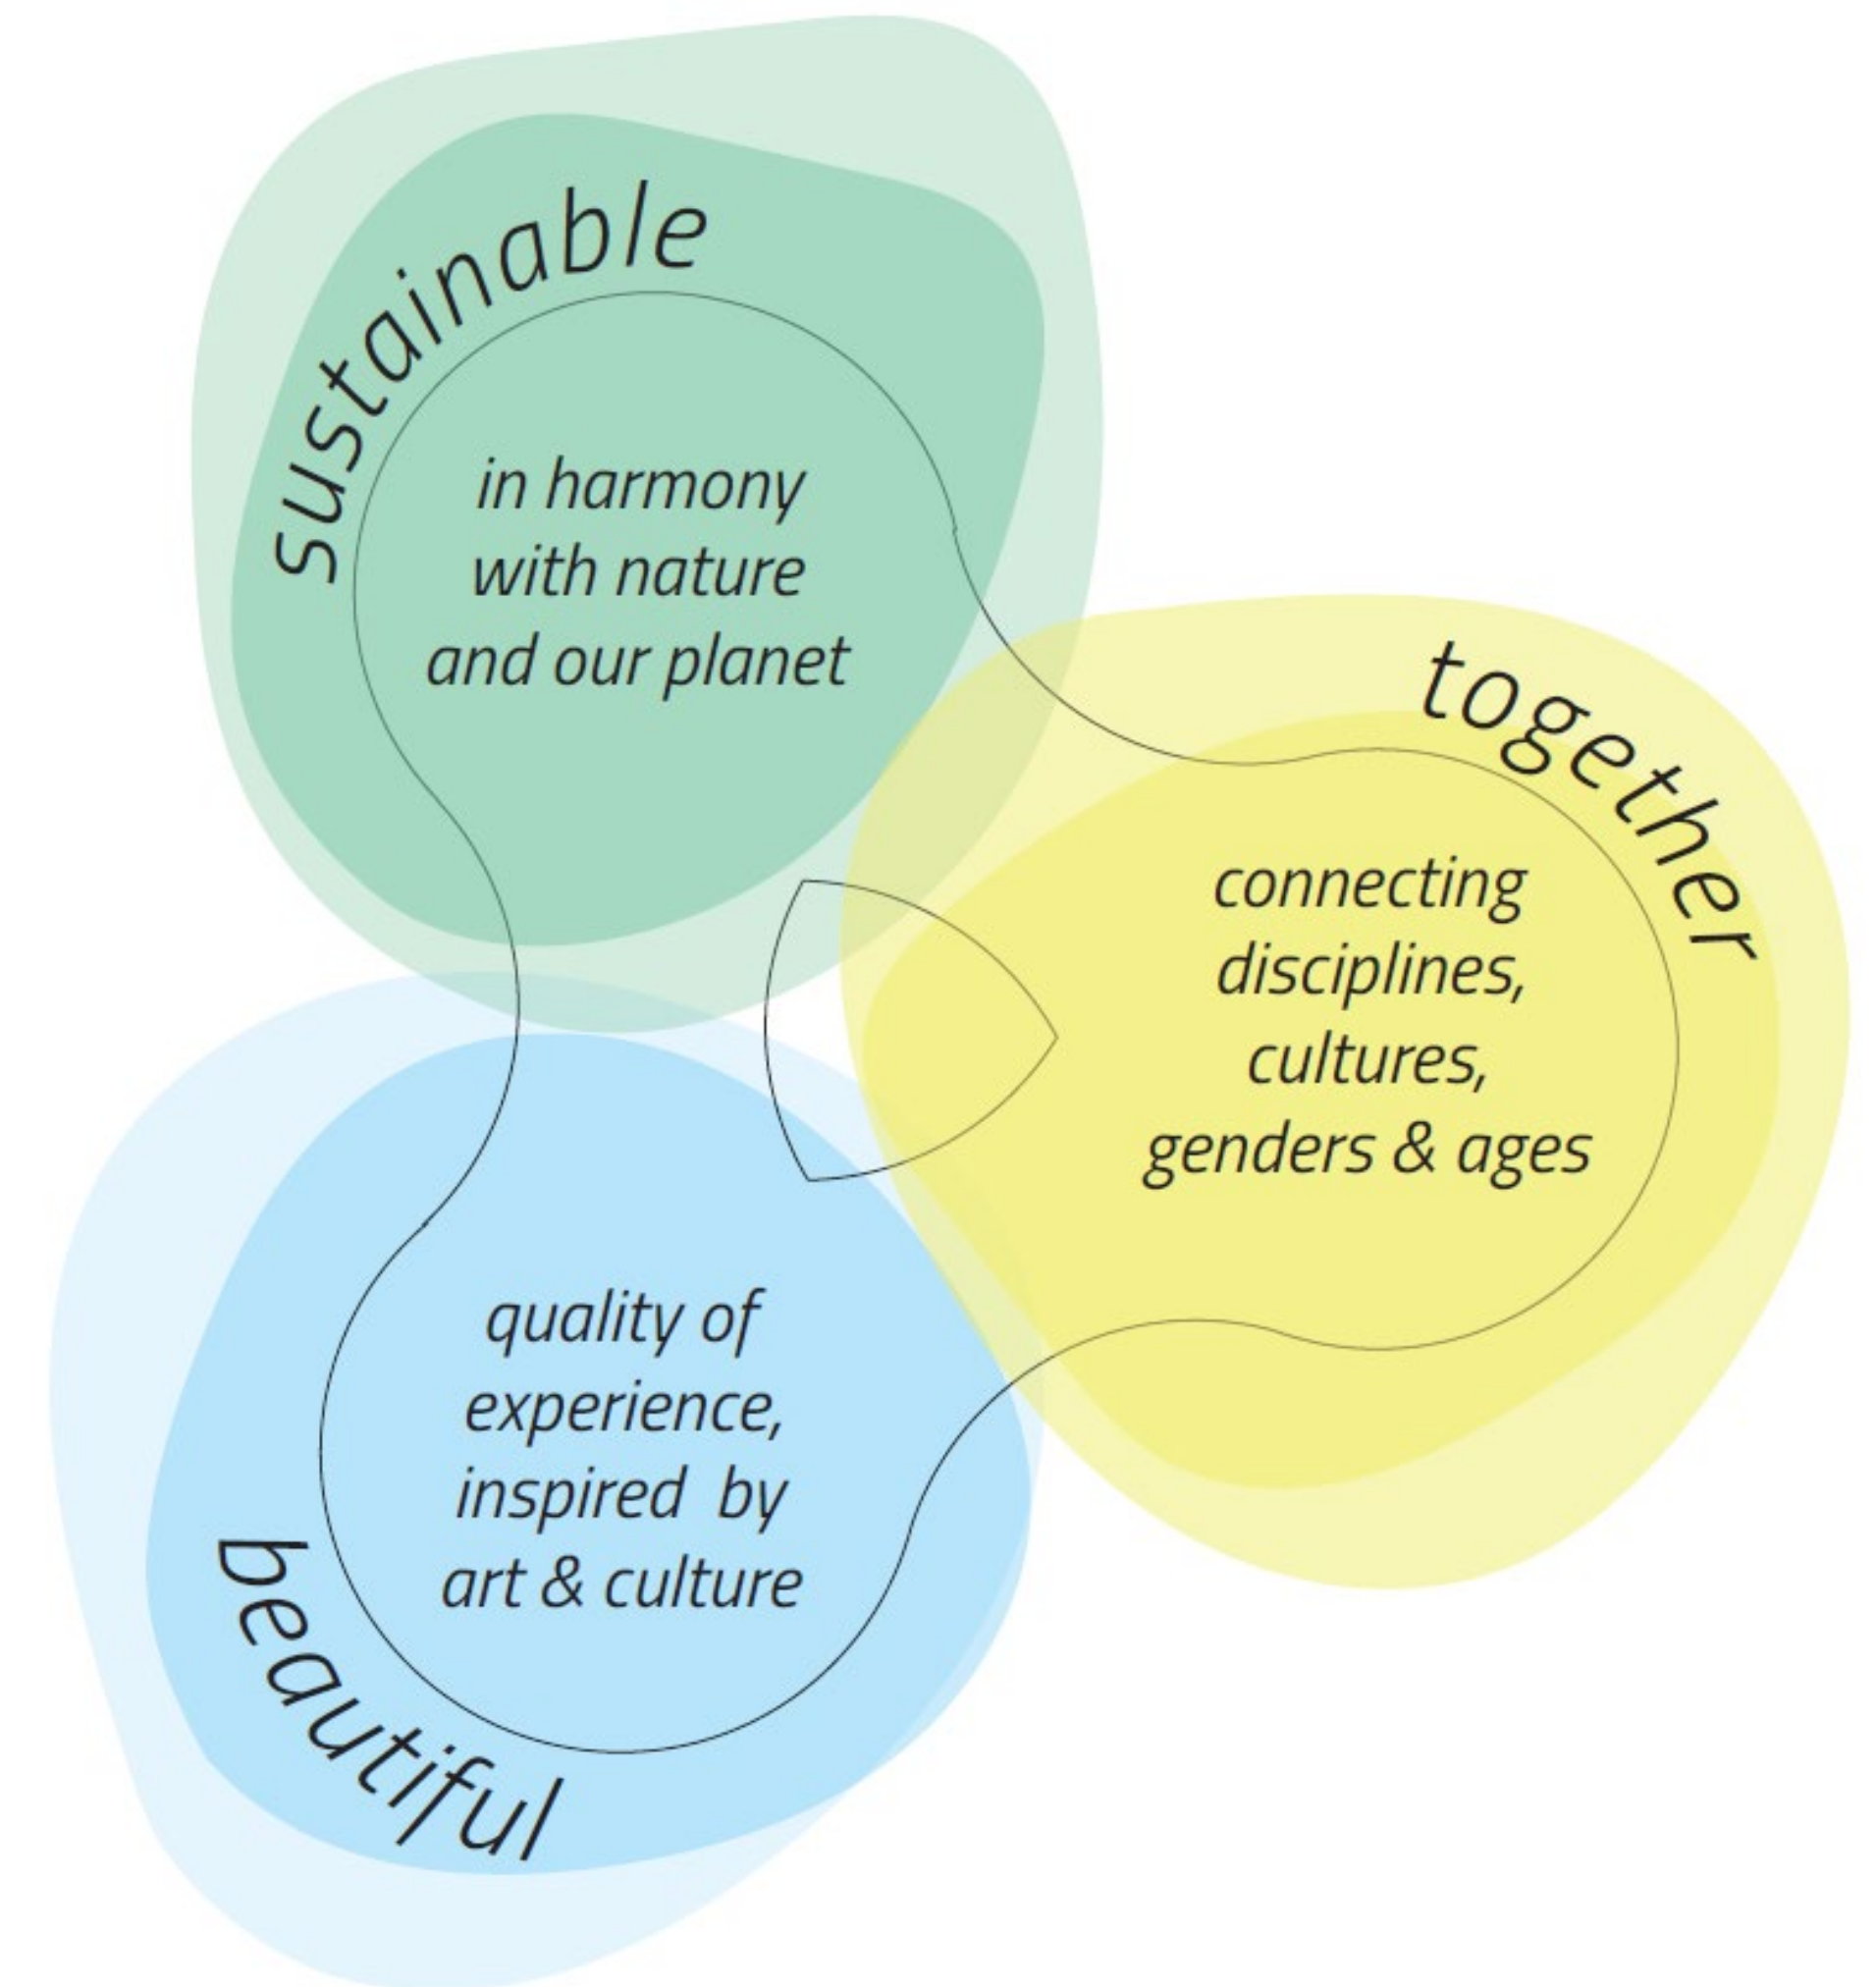 sustainable
in harmony
with nature
and our planet
together
connecting
disciplines,
cultures,
genders & ages
quality of
experience,
inspired by
art & culture
beautiful